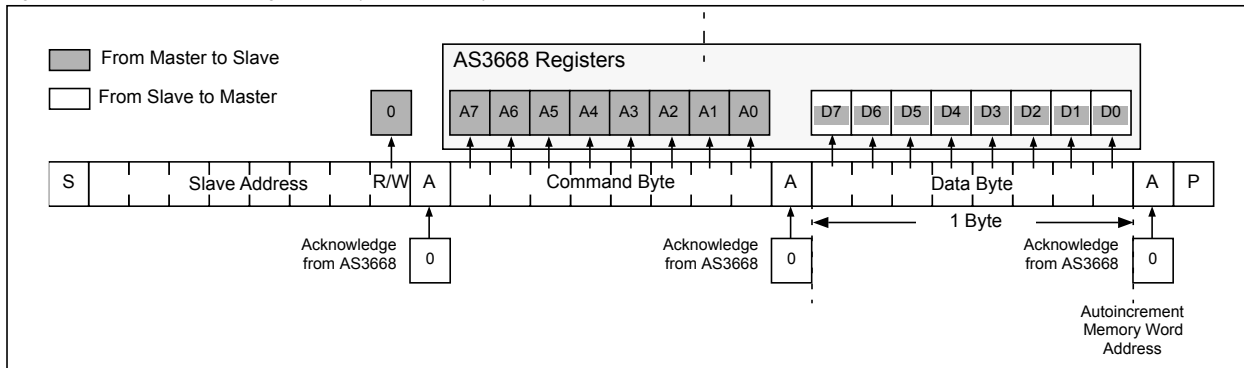 From Master to Slave
From Slave to Master
AS3668 Registers
0 A7 A6 A5 A4 A3 A2 A1 A0 D7 D6 D5 D4 D3 D2 D1 D0
S Slave Address R/W A Command Byte A Data Byte A P
1 Byte
Acknowledge
from AS3668
0
Acknowledge
from AS3668
0
Acknowledge
from AS3668
0
Autoincrement
Memory Word
Address